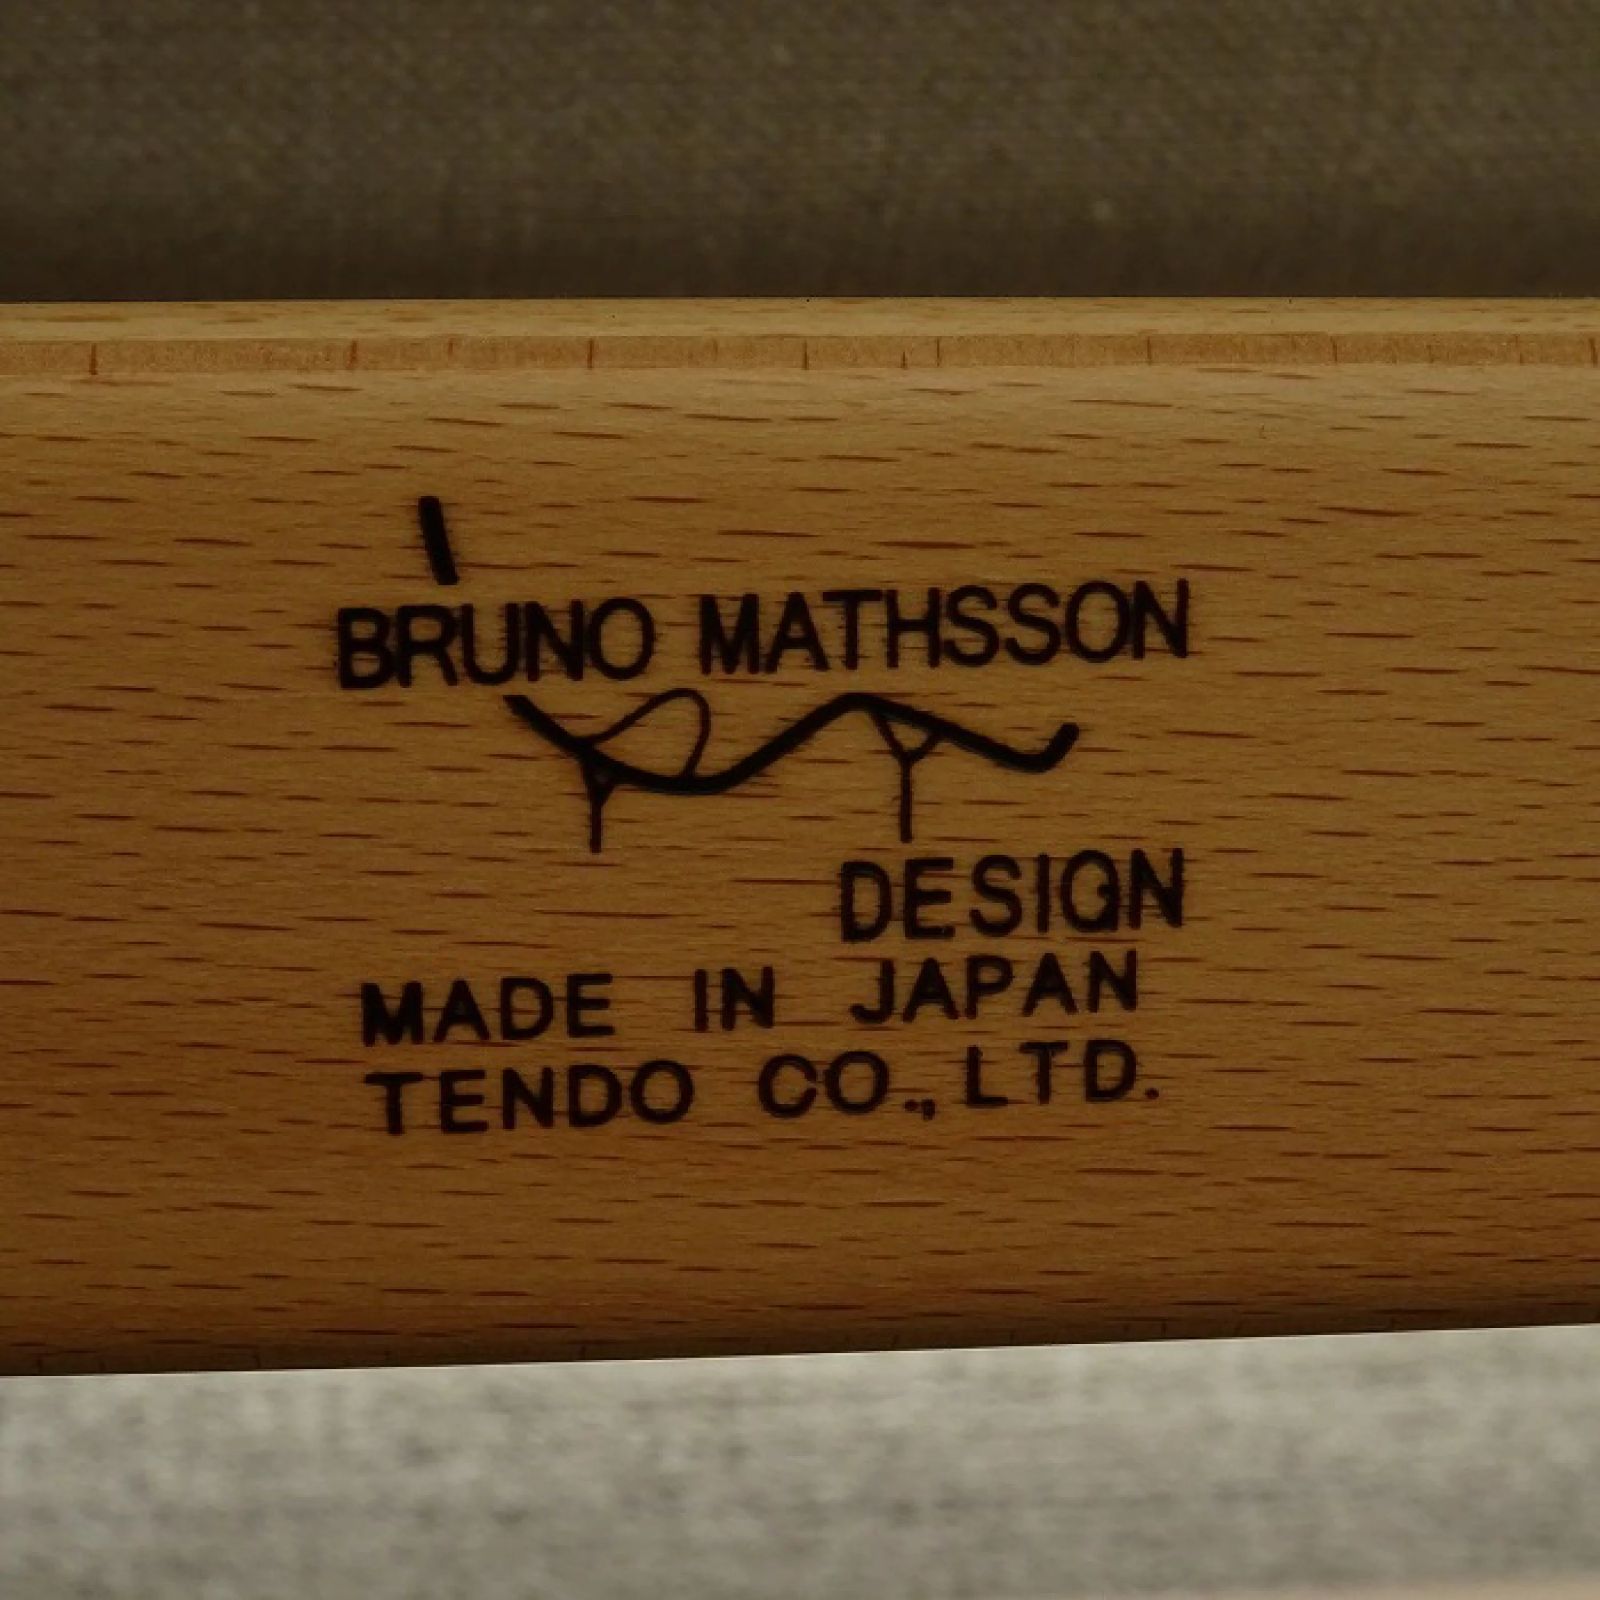 BRUNO MATHSSON
DESIGN
MADE IN JAPAN
TENDO CO., LTD.